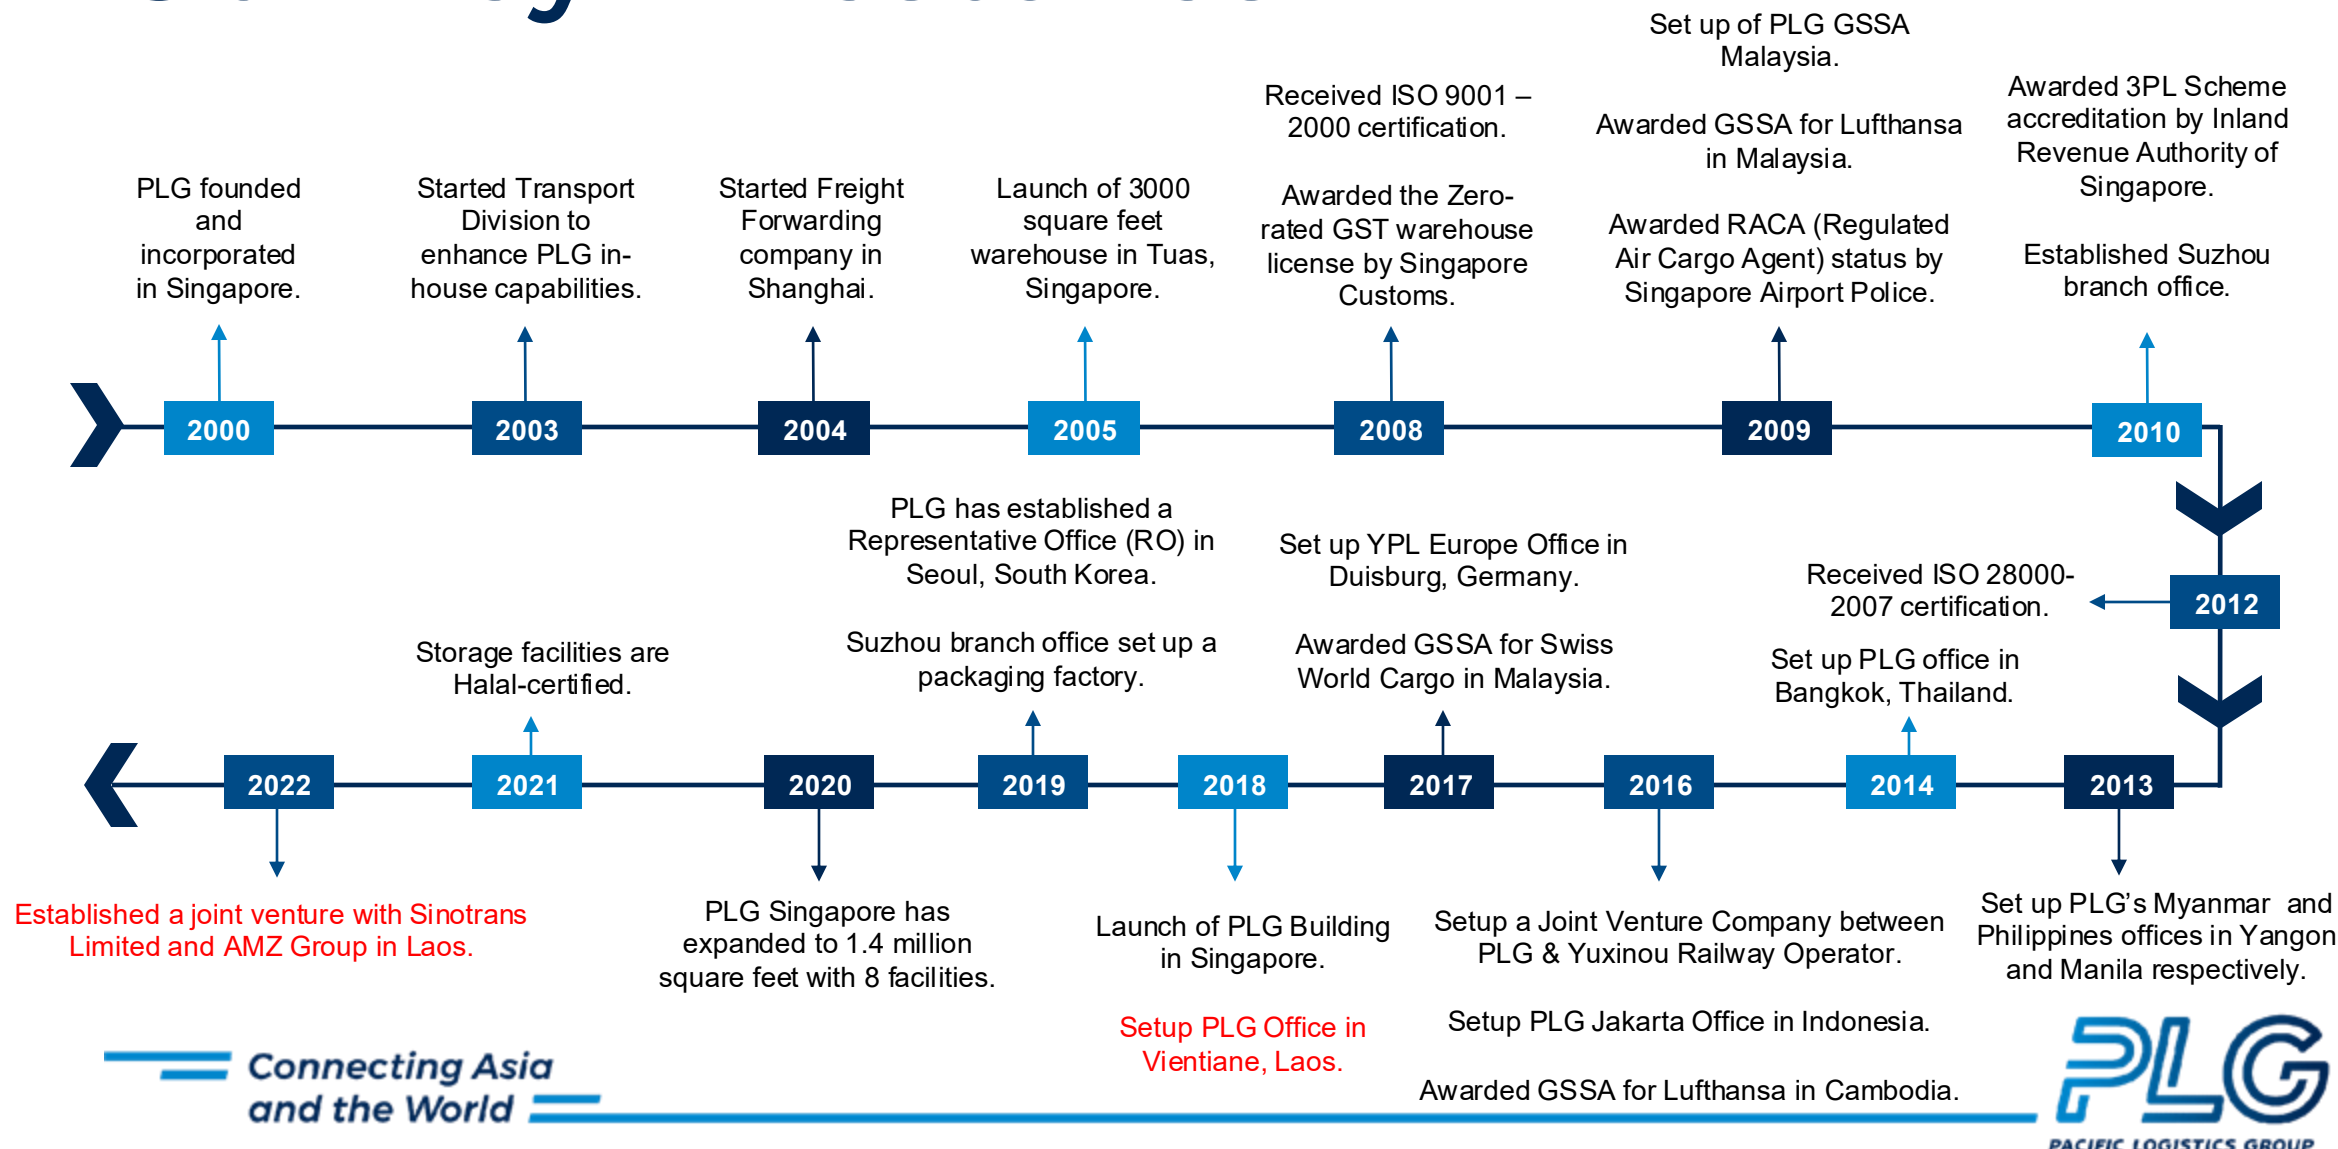 Set up of PLG GSSA
Malaysia.
Awarded GSSA for Lufthansa
in Malaysia.
Awarded RACA (Regulated
Air Cargo Agent) status by
Singapore Airport Police.
Received ISO 9001 –
2000 certification.
Awarded the Zero-
rated GST warehouse
license by Singapore
Customs.
Awarded 3PL Scheme
accreditation by Inland
Revenue Authority of
Singapore.
Established Suzhou
branch office.
PLG founded
and
incorporated
in Singapore.
Started Transport
Division to
enhance PLG in-
house capabilities.
Started Freight
Forwarding
company in
Shanghai.
Launch of 3000
square feet
warehouse in Tuas,
Singapore.
2000
2003
2004
2005
2008
2009
2010
PLG has established a
Representative Office (RO) in
Seoul, South Korea.
Suzhou branch office set up a
packaging factory.
Set up YPL Europe Office in
Duisburg, Germany.
Awarded GSSA for Swiss
World Cargo in Malaysia.
Received ISO 28000-
2007 certification.
2012
Set up PLG office in
Bangkok, Thailand.
Storage facilities are
Halal-certified.
2022
2021
2020
2019
2018
2017
2016
2014
2013
Established a joint venture with Sinotrans
Limited and AMZ Group in Laos.
PLG Singapore has
expanded to 1.4 million
square feet with 8 facilities.
Launch of PLG Building
in Singapore.
Setup PLG Office in
Vientiane, Laos.
Setup a Joint Venture Company between
PLG & Yuxinou Railway Operator.
Setup PLG Jakarta Office in Indonesia.
Awarded GSSA for Lufthansa in Cambodia.
Set up PLG’s Myanmar and
Philippines offices in Yangon
and Manila respectively.
Connecting Asia
and the World
PLG
PACIFIC LOGISTICS GROUP